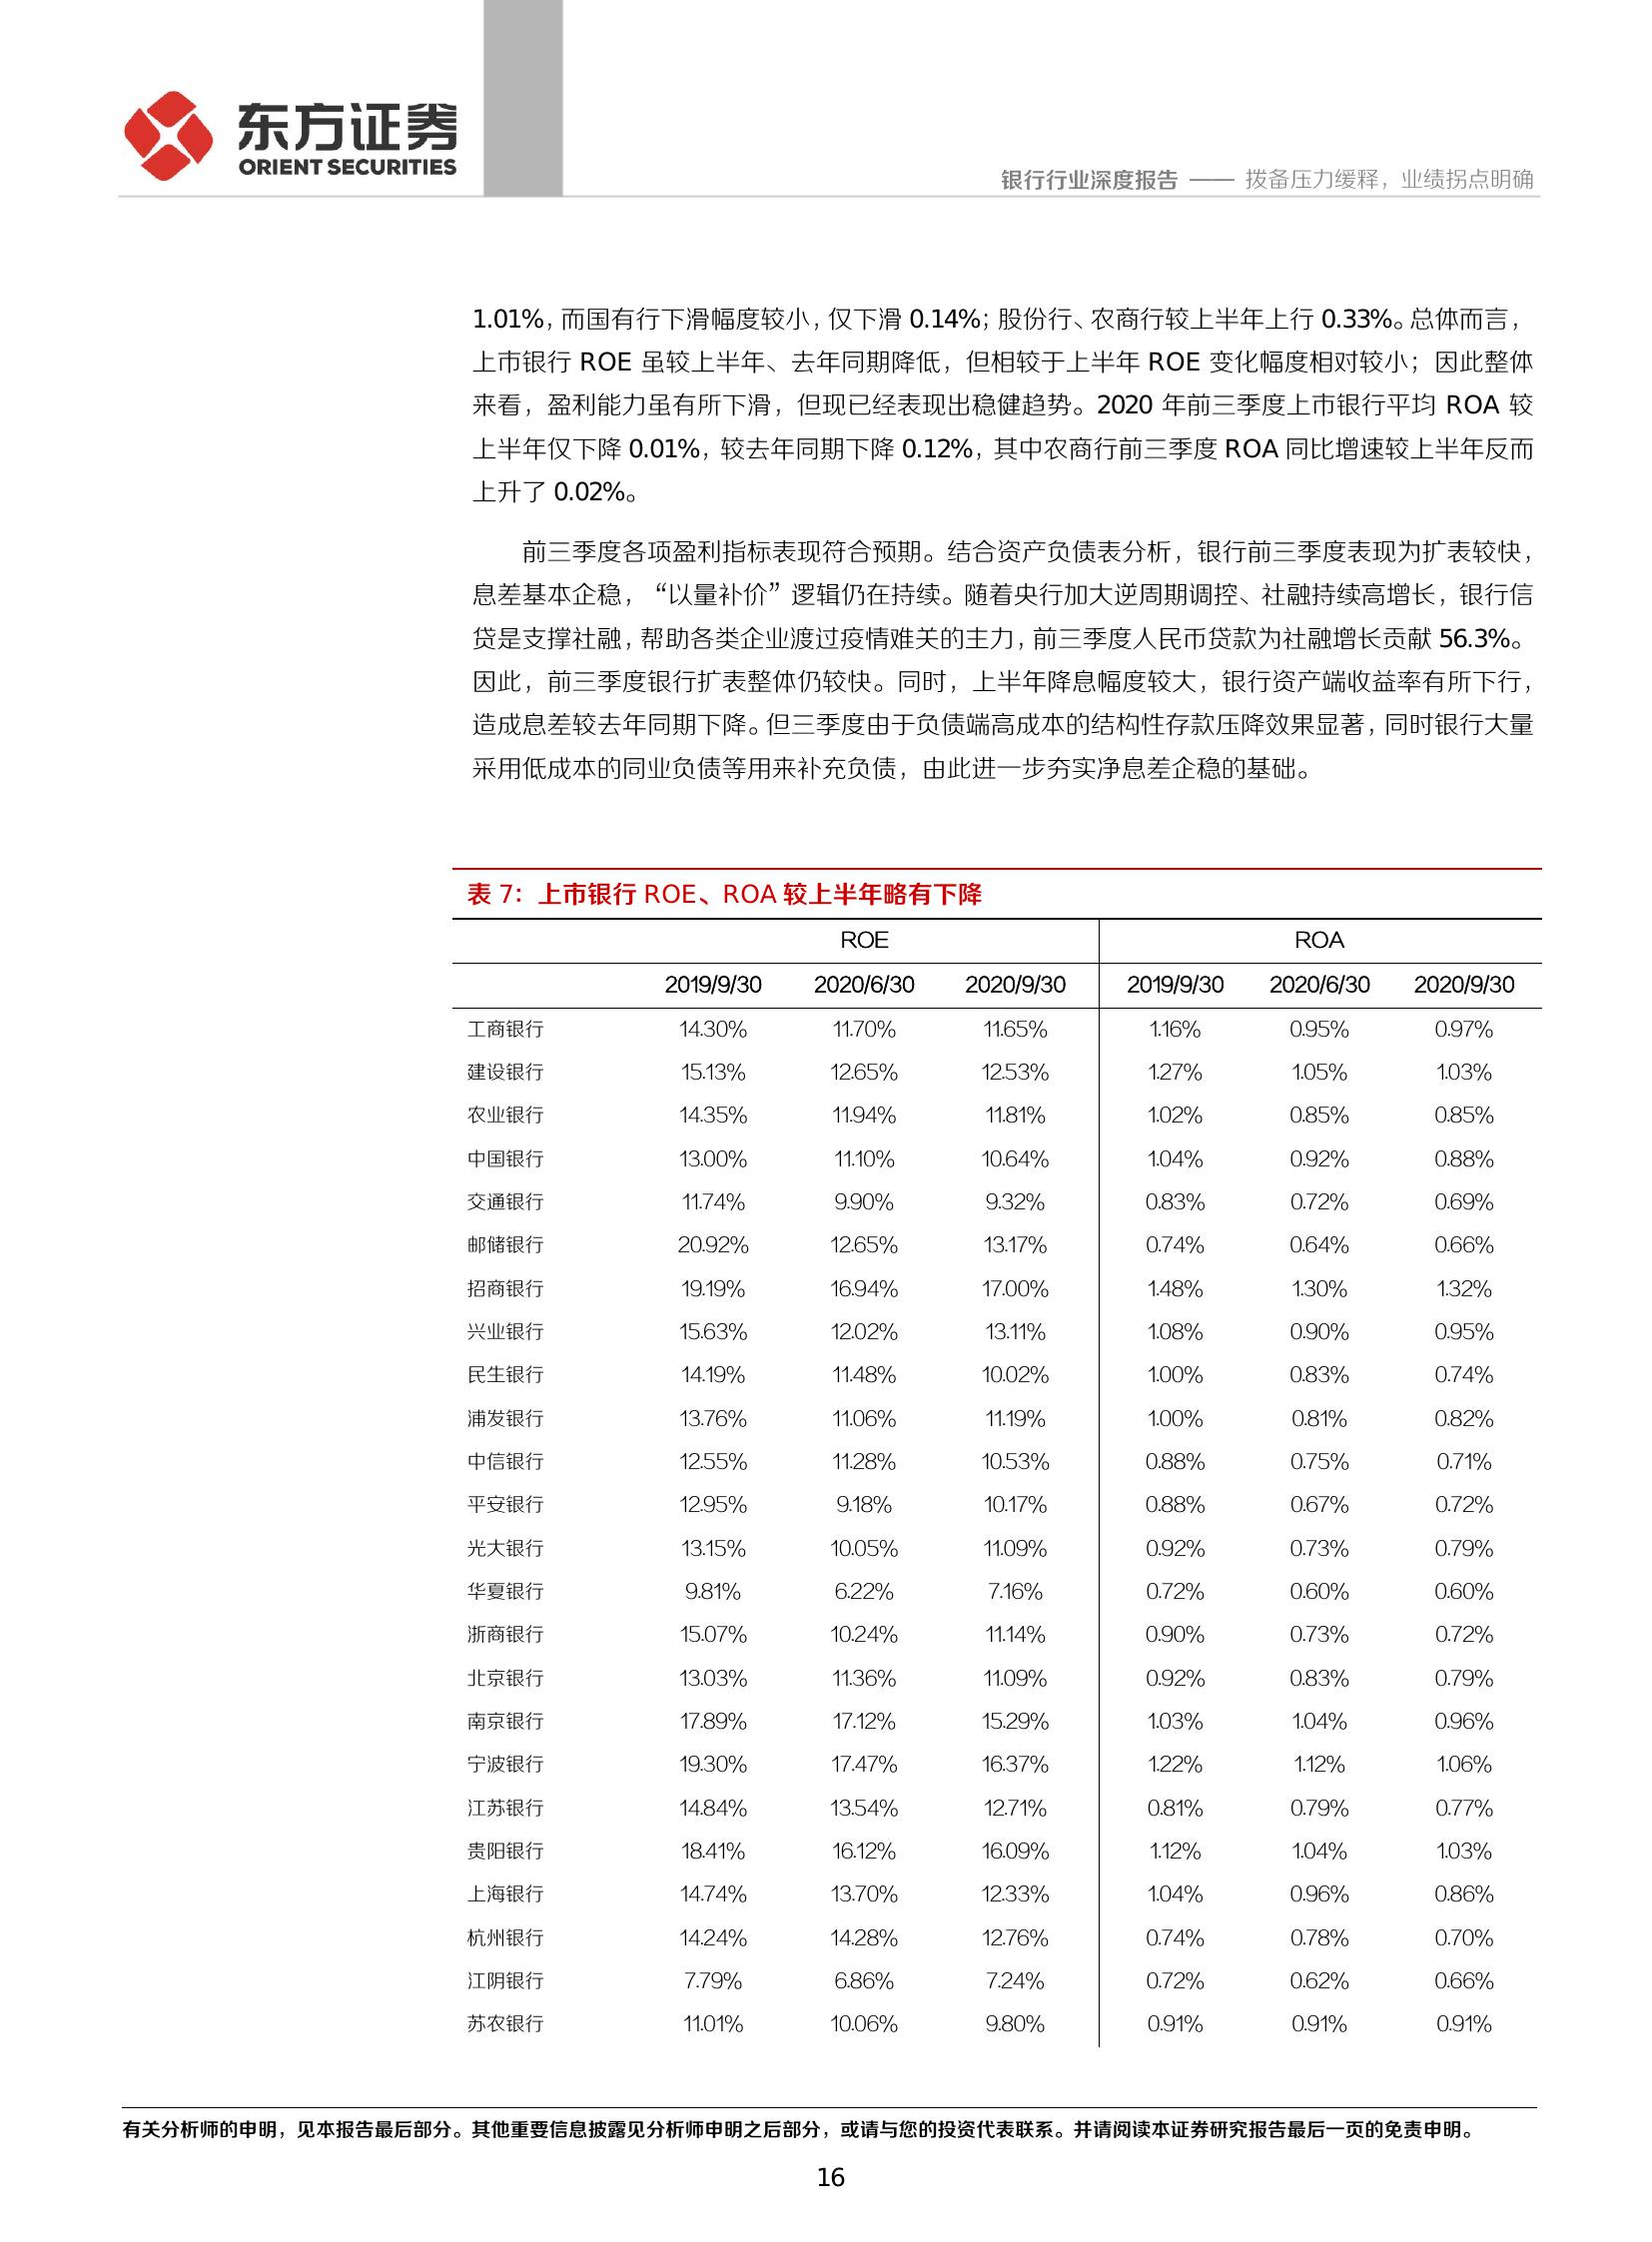 东方证券
ORIENT SECURITIES
银行行业深度报告 —— 拨备压力缓释，业绩拐点明确
1.01%，而国有行下滑幅度较小，仅下滑 0.14%；股份行、农商行较上半年上行 0.33%。总体而言，
上市银行 ROE 虽较上半年、去年同期降低，但相较于上半年 ROE 变化幅度相对较小；因此整体
来看，盈利能力虽有所下滑，但现已经表现出稳健趋势。2020 年前三季度上市银行平均 ROA 较
上半年仅下降 0.01%，较去年同期下降 0.12%，其中农商行前三季度 ROA 同比增速较上半年反而
上升了 0.02%。
前三季度各项盈利指标表现符合预期。结合资产负债表分析，银行前三季度表现为扩表较快，
息差基本企稳，“以量补价”逻辑仍在持续。随着央行加大逆周期调控、社融持续高增长，银行信
贷是支撑社融，帮助各类企业渡过疫情难关的主力，前三季度人民币贷款为社融增长贡献 56.3%。
因此，前三季度银行扩表整体仍较快。同时，上半年降息幅度较大，银行资产端收益率有所下行，
造成息差较去年同期下降。但三季度由于负债端高成本的结构性存款压降效果显著，同时银行大量
采用低成本的同业负债等用来补充负债，由此进一步夯实净息差企稳的基础。
表 7：上市银行 ROE、ROA 较上半年略有下降
ROE ROA
2019/9/30 2020/6/30 2020/9/30 2019/9/30 2020/6/30 2020/9/30
工商银行 14.30% 11.70% 11.65% 1.16% 0.95% 0.97%
建设银行 15.13% 12.65% 12.53% 1.27% 1.05% 1.03%
农业银行 14.35% 11.94% 11.81% 1.02% 0.85% 0.85%
中国银行 13.00% 11.10% 10.64% 1.04% 0.92% 0.88%
交通银行 11.74% 9.90% 9.32% 0.83% 0.72% 0.69%
邮储银行 20.92% 12.65% 13.17% 0.74% 0.64% 0.66%
招商银行 19.19% 16.94% 17.00% 1.48% 1.30% 1.32%
兴业银行 15.63% 12.02% 13.11% 1.08% 0.90% 0.95%
民生银行 14.19% 11.48% 10.02% 1.00% 0.83% 0.74%
浦发银行 13.76% 11.06% 11.19% 1.00% 0.81% 0.82%
中信银行 12.55% 11.28% 10.53% 0.88% 0.75% 0.71%
平安银行 12.95% 9.18% 10.17% 0.88% 0.67% 0.72%
光大银行 13.15% 10.05% 11.09% 0.92% 0.73% 0.79%
华夏银行 9.81% 6.22% 7.16% 0.72% 0.60% 0.60%
浙商银行 15.07% 10.24% 11.14% 0.90% 0.73% 0.72%
北京银行 13.03% 11.36% 11.09% 0.92% 0.83% 0.79%
南京银行 17.89% 17.12% 15.29% 1.03% 1.04% 0.96%
宁波银行 19.30% 17.47% 16.37% 1.22% 1.12% 1.06%
江苏银行 14.84% 13.54% 12.71% 0.81% 0.79% 0.77%
贵阳银行 18.41% 16.12% 16.09% 1.12% 1.04% 1.03%
上海银行 14.74% 13.70% 12.33% 1.04% 0.96% 0.86%
杭州银行 14.24% 14.28% 12.76% 0.74% 0.78% 0.70%
江阴银行 7.79% 6.86% 7.24% 0.72% 0.62% 0.66%
苏农银行 11.01% 10.06% 9.80% 0.91% 0.91% 0.91%
有关分析师的申明，见本报告最后部分。其他重要信息披露见分析师申明之后部分，或请与您的投资代表联系。并请阅读本证券研究报告最后一页的免责申明。
16